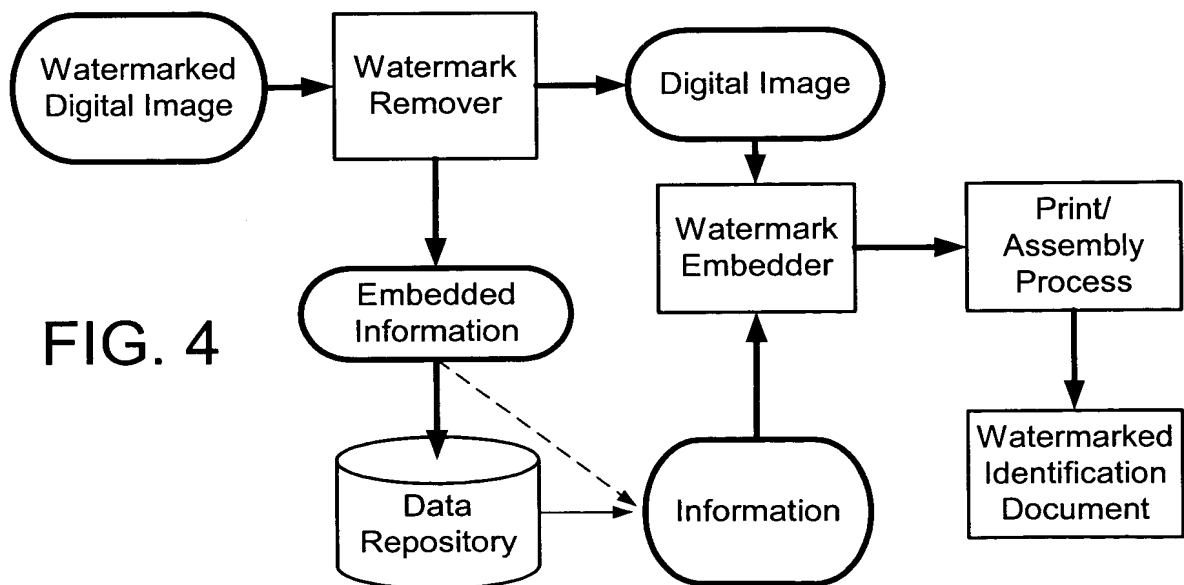 Watermarked
Digital Image
Watermark
Remover
Digital Image
Watermark
Embedder
Print/
Assembly
Process
Embedded
Information
FIG. 4
Data
Repository
Information
Watermarked
Identification
Document